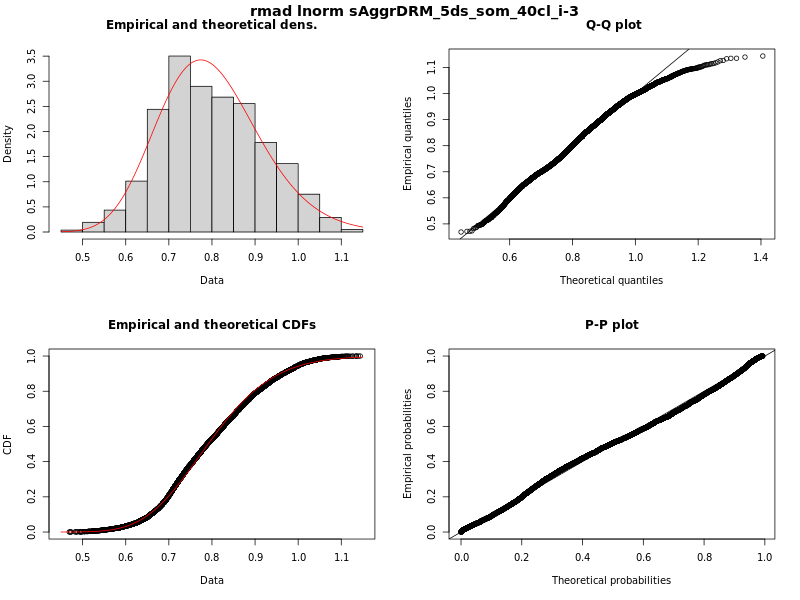 rmad lnorm sAggrDRM_5ds_som_40cl_i-3
Empirical and theoretical dens.
Density
0.0 0.5 1.0 1.5 2.0 2.5 3.0 3.5
0.5 0.6 0.7 0.8 0.9 1.0 1.1
Data
Q-Q plot
Empirical quantiles
0.5 0.6 0.7 0.8 0.9 1.0 1.1
0.6 0.8 1.0 1.2 1.4
Theoretical quantiles
Empirical and theoretical CDFs
CDF
0.0 0.2 0.4 0.6 0.8 1.0
0.5 0.6 0.7 0.8 0.9 1.0 1.1
Data
P-P plot
Empirical probabilities
0.0 0.2 0.4 0.6 0.8 1.0
0.0 0.2 0.4 0.6 0.8 1.0
Theoretical probabilities